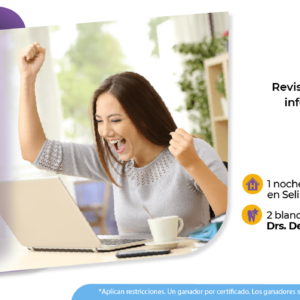 Revis
inf
1 noche
en Seli
2 blanc
Drs. De
*Aplican restricciones. Un ganador por certificado. Los ganadores s